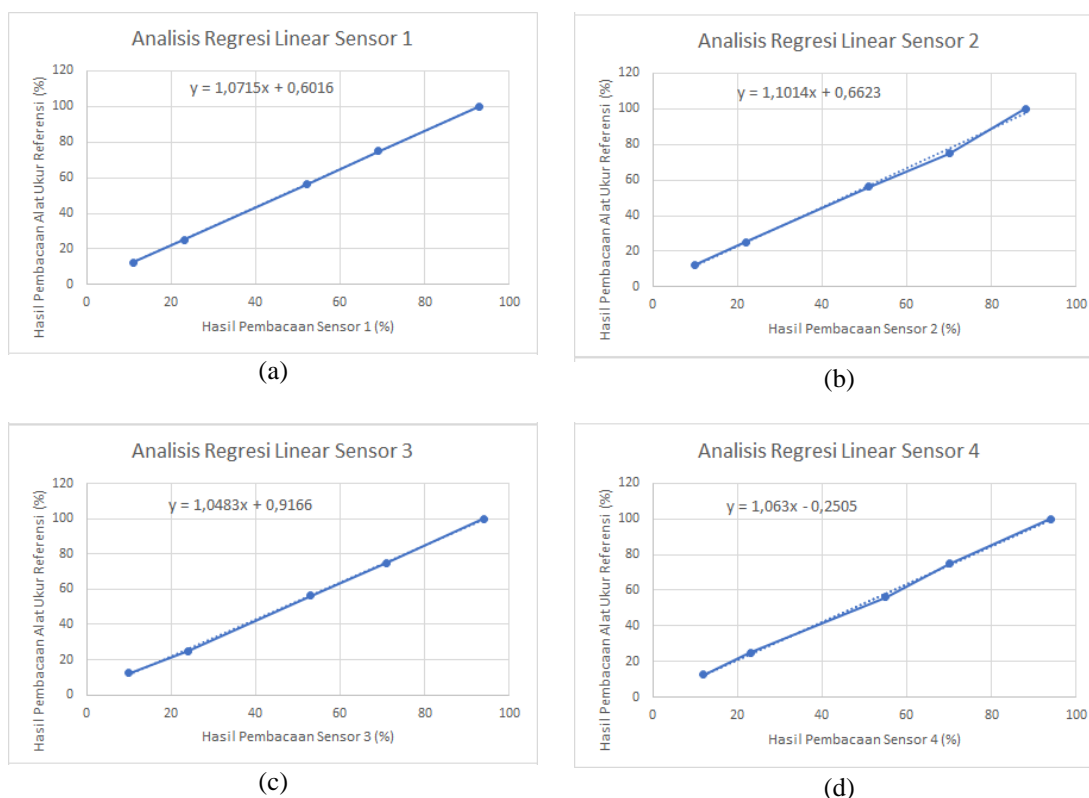 Analisis Regresi Linear Sensor 1
y = 1,0715x + 0,6016
Hasil Pembacaan Alat Ukur Referensi (%)
120
100
80
60
40
20
0
0 20 40 60 80 100
Hasil Pembacaan Sensor 1 (%)
(a)
Analisis Regresi Linear Sensor 2
y = 1,1014x + 0,6623
Hasil Pembacaan Alat Ukur Referensi (%)
120
100
80
60
40
20
0
0 20 40 60 80 100
Hasil Pembacaan Sensor 2 (%)
(b)
Analisis Regresi Linear Sensor 3
y = 1,0483x + 0,9166
Hasil Pembacaan Alat Ukur Referensi (%)
120
100
80
60
40
20
0
0 20 40 60 80 100
Hasil Pembacaan Sensor 3 (%)
(c)
Analisis Regresi Linear Sensor 4
y = 1,063x - 0,2505
Hasil Pembacaan Alat Ukur Referensi (%)
120
100
80
60
40
20
0
0 20 40 60 80 100
Hasil Pembacaan Sensor 4 (%)
(d)